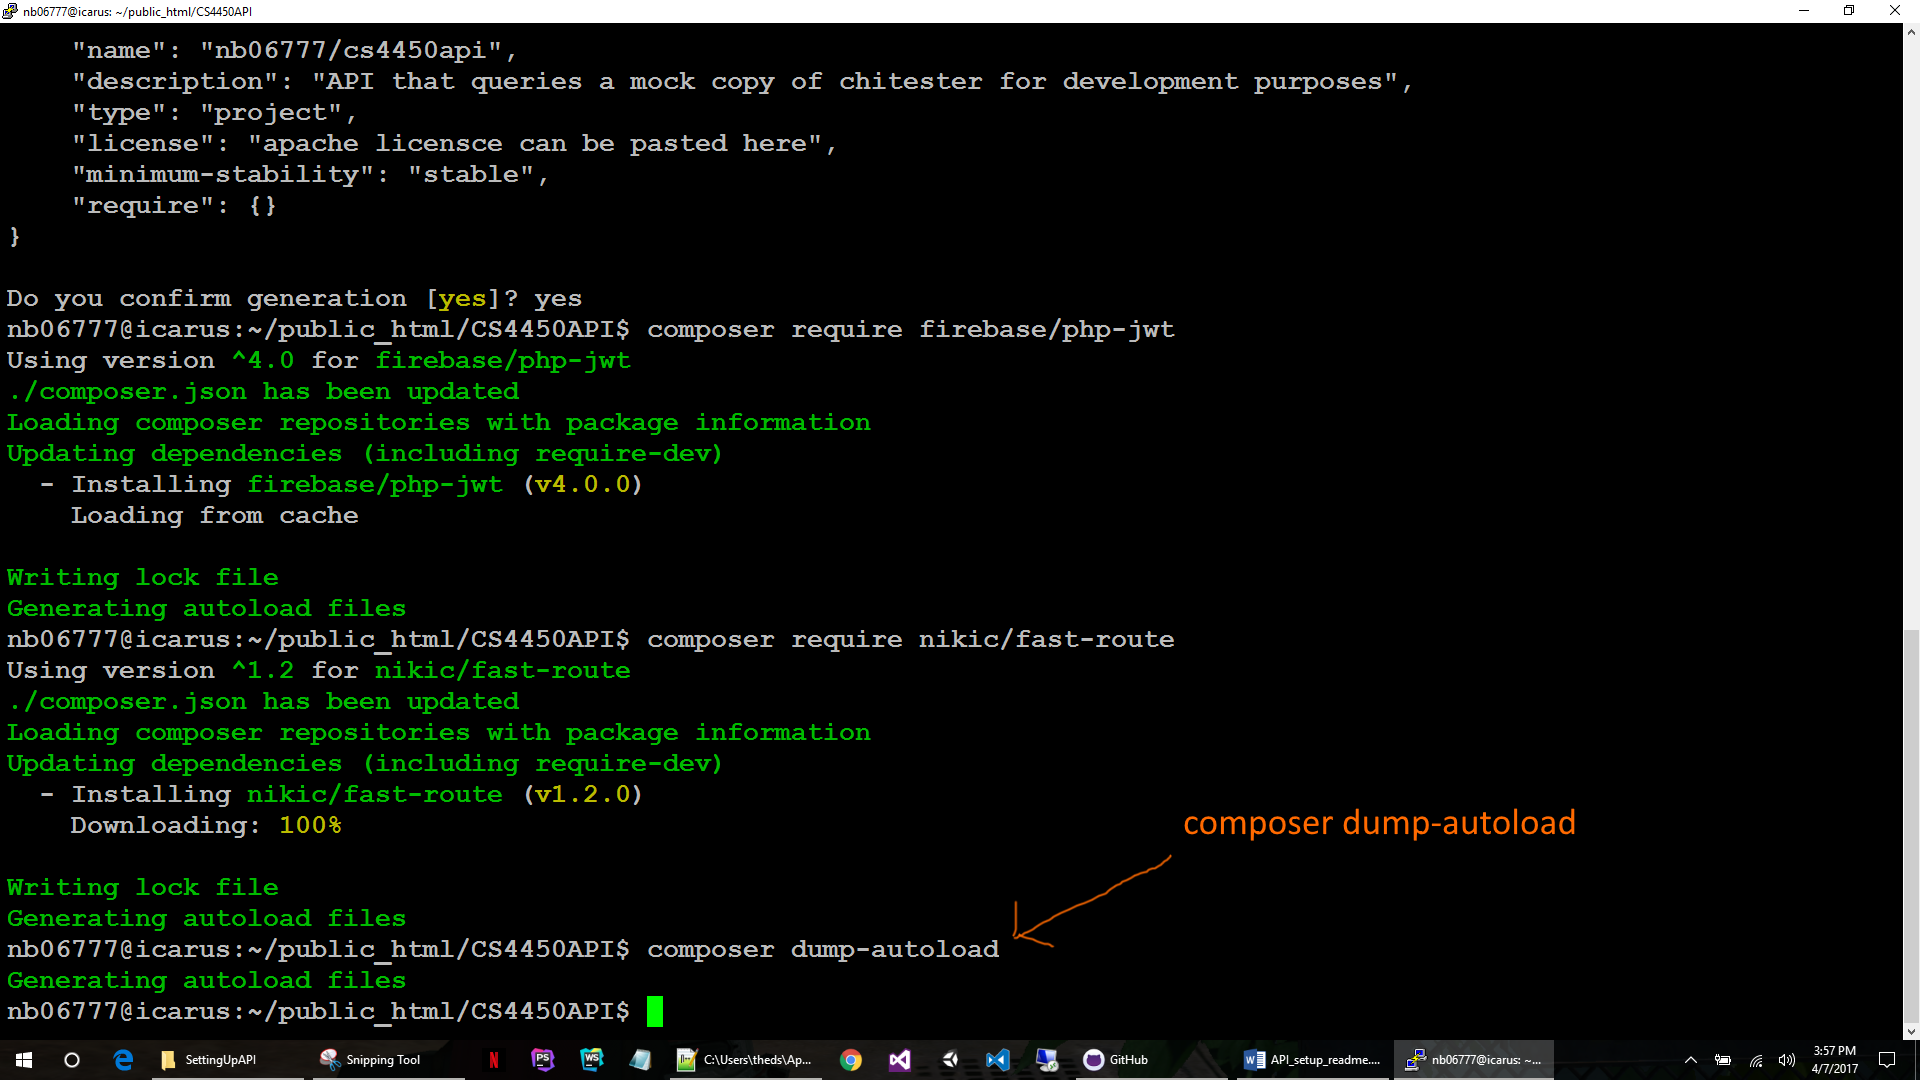 nb06777@icarus: ~/public_html/CS4450API
"name": "nb06777/cs4450api",
"description": "API that queries a mock copy of chitester for development purposes",
"type": "project",
"license": "apache licensce can be pasted here",
"minimum-stability": "stable",
"require": {}
}
Do you confirm generation [yes]? yes
nb06777@icarus:~/public_html/CS4450API$ composer require firebase/php-jwt
Using version ^4.0 for firebase/php-jwt
./composer.json has been updated
Loading composer repositories with package information
Updating dependencies (including require-dev)
- Installing firebase/php-jwt (v4.0.0)
Loading from cache
Writing lock file
Generating autoload files
nb06777@icarus:~/public_html/CS4450API$ composer require nikic/fast-route
Using version ^1.2 for nikic/fast-route
./composer.json has been updated
Loading composer repositories with package information
Updating dependencies (including require-dev)
- Installing nikic/fast-route (v1.2.0)
Downloading: 100%
composer dump-autoload
Writing lock file
Generating autoload files
nb06777@icarus:~/public_html/CS4450API$ composer dump-autoload
Generating autoload files
nb06777@icarus:~/public_html/CS4450API$
SettingUpAPI
Snipping Tool
N
PS
WS
C:\Users\theds\Ap...
GitHub
API_setup_readme....
nb06777@icarus: ~...
3:57 PM
4/7/2017